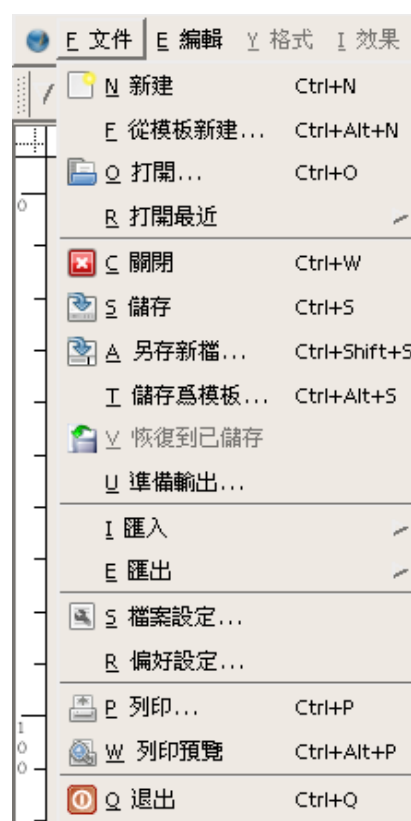 F 文件 E 編輯 Y 格式 I 效果
N 新建 Ctrl+N
F 從模板新建... Ctrl+Alt+N
O 打開... Ctrl+O
R 打開最近
C 關閉 Ctrl+W
S 儲存 Ctrl+S
A 另存新檔... Ctrl+Shift+S
T 儲存爲模板... Ctrl+Alt+S
V 恢復到已儲存
U 準備輸出...
I 匯入
E 匯出
S 檔案設定...
R 偏好設定...
P 列印... Ctrl+P
W 列印預覽 Ctrl+Alt+P
Q 退出 Ctrl+Q
0
100